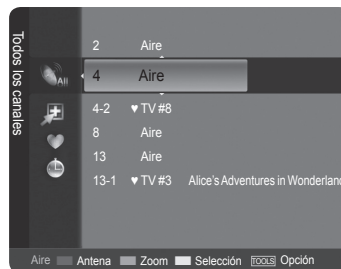 Todos los canales
All
2 Aire
4 Aire
4-2 ♥ TV #8
8 Aire
13 Aire
13-1 ♥ TV #3 Alice's Adventures in Wonderland
Aire Antena Zoom Selección TOOLS Opción